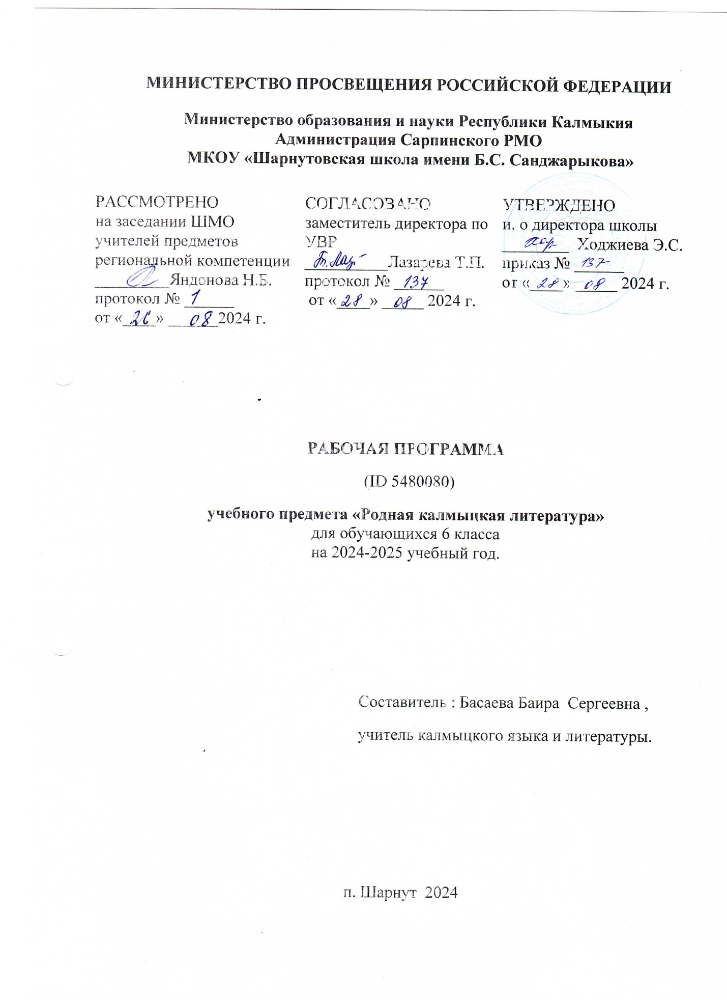 МИНИСТЕРСТВО ПРОСВЕЩЕНИЯ РОССИЙСКОЙ ФЕДЕРАЦИИ
Министерство образования и науки Республики Калмыкия
Администрация Сарпинского РМО
МКОУ «Шарнутовская школа имени Б.С. Санджарыкова»
РАССМОТРЕНО
на заседании ШМО
учителей предметов
региональной компетенции
_________Яндонова Н.Б.
протокол № 1
от «26» 08 2024 г.
СОГЛАСОВАНО
заместитель директора по
УВР
Т. Лаз Лазарева Т.П.
протокол № 137
от «28» 08 2024 г.
УТВЕРЖДЕНО
и. о директора школы
Ходжиева Э.С.
приказ № 137
от «28» 08 2024 г.
РАБОЧАЯ ПРОГРАММА
(ID 5480080)
учебного предмета «Родная калмыцкая литература»
для обучающихся 6 класса
на 2024-2025 учебный год.
Составитель : Басаева Баира Сергеевна ,
учитель калмыцкого языка и литературы.
п. Шарнут 2024